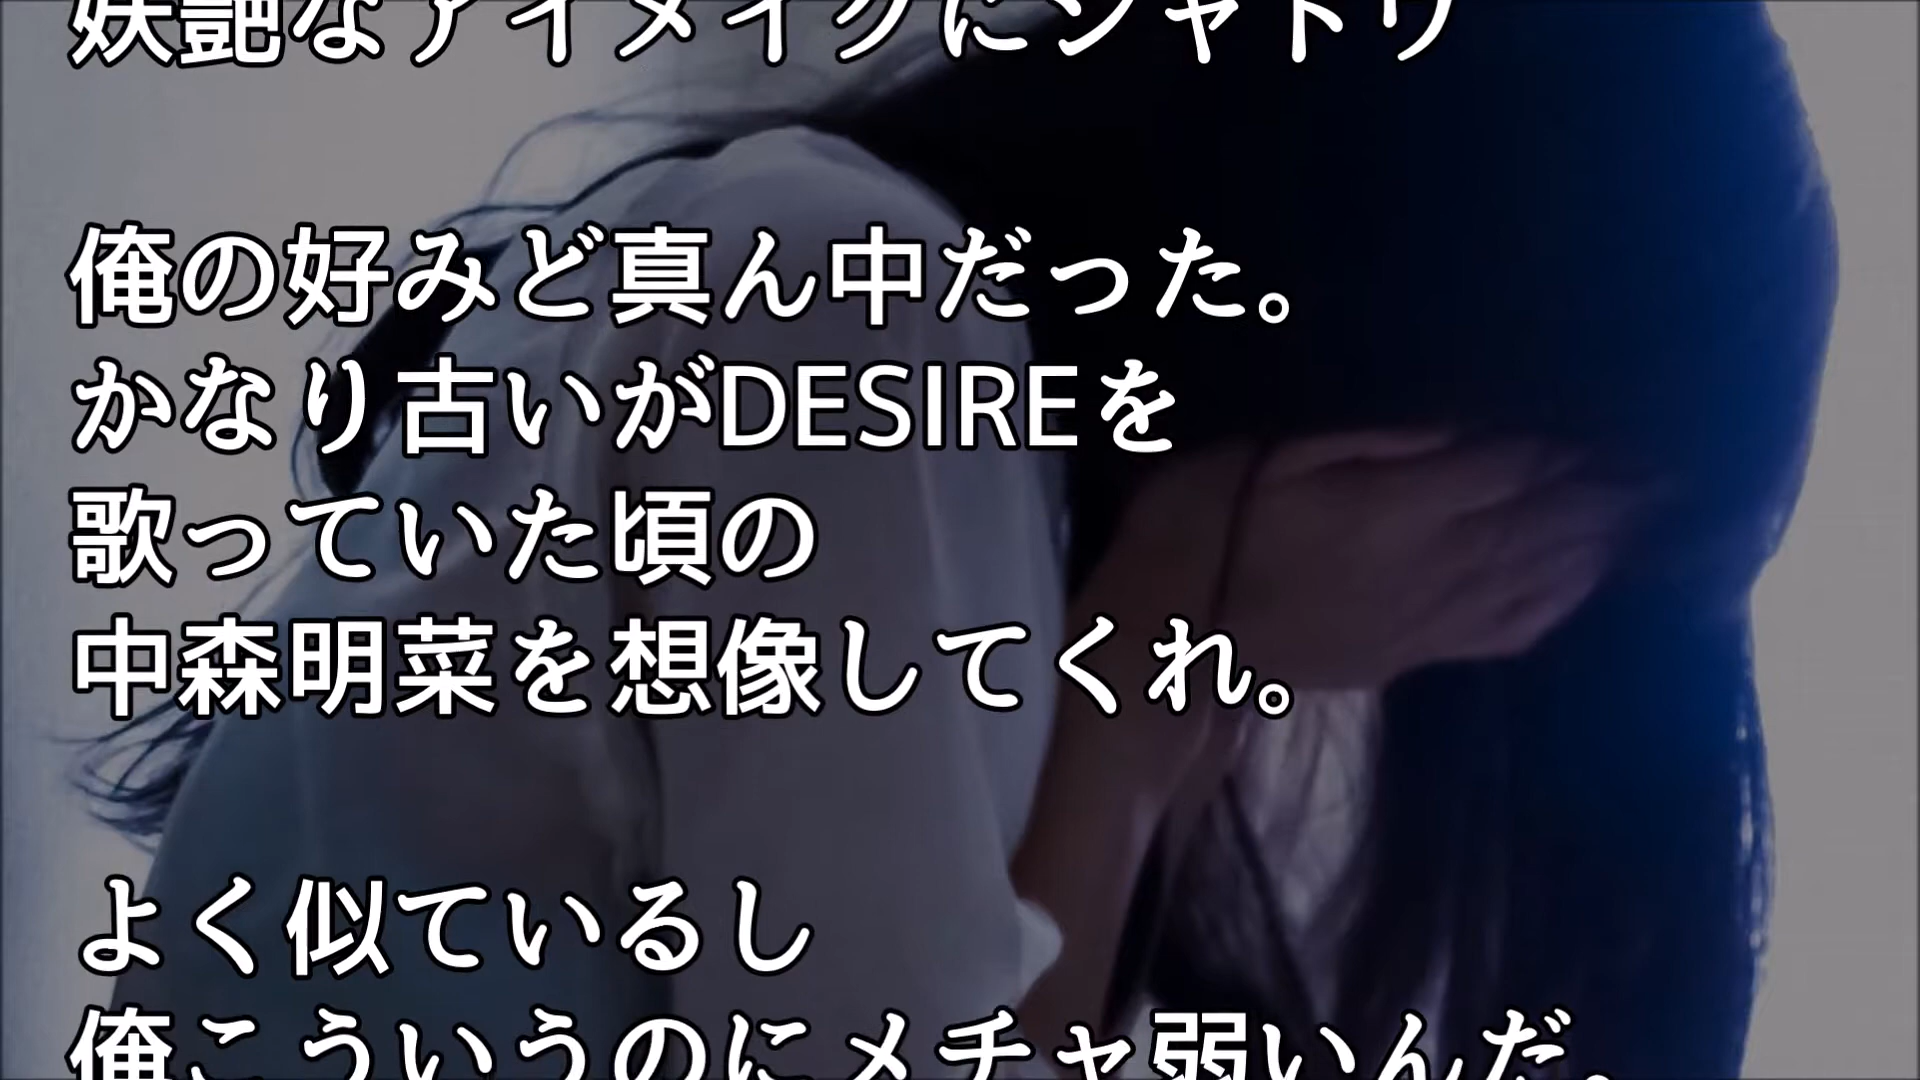 妖艶なアイメイクにシャドウ
俺の好みど真ん中だった。
かなり古いがDESIREを
歌っていた頃の
中森明菜を想像してくれ。
よく似ているし
俺こういうのにメチャ弱いんだ。